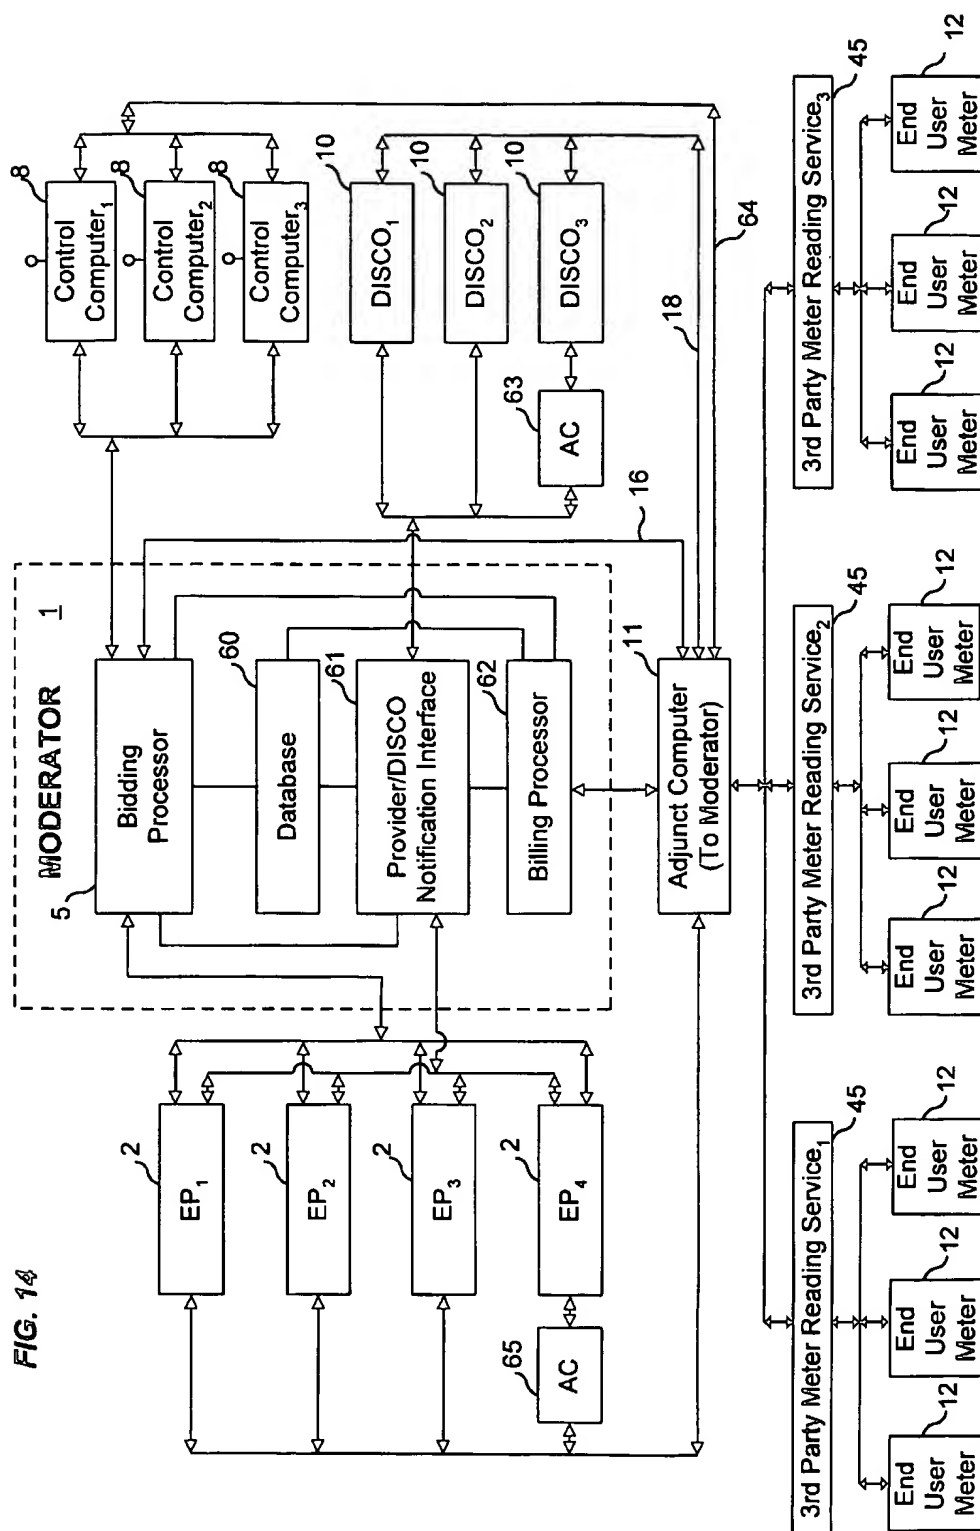 FIG. 14
MODERATOR
1
5
Bidding
Processor
60
Database
61
Provider/DISCO
Notification Interface
62
Billing Processor
2
EP1
2
EP2
2
EP3
2
EP4
65
AC
8
Control
Computer1
8
Control
Computer2
8
Control
Computer3
10
DISCO1
10
DISCO2
10
DISCO3
63
AC
16
18
64
11
Adjunct Computer
(To Moderator)
45
3rd Party Meter Reading Service1
12
End
User
Meter
12
End
User
Meter
12
End
User
Meter
45
3rd Party Meter Reading Service2
12
End
User
Meter
12
End
User
Meter
12
End
User
Meter
45
3rd Party Meter Reading Service3
12
End
User
Meter
12
End
User
Meter
12
End
User
Meter